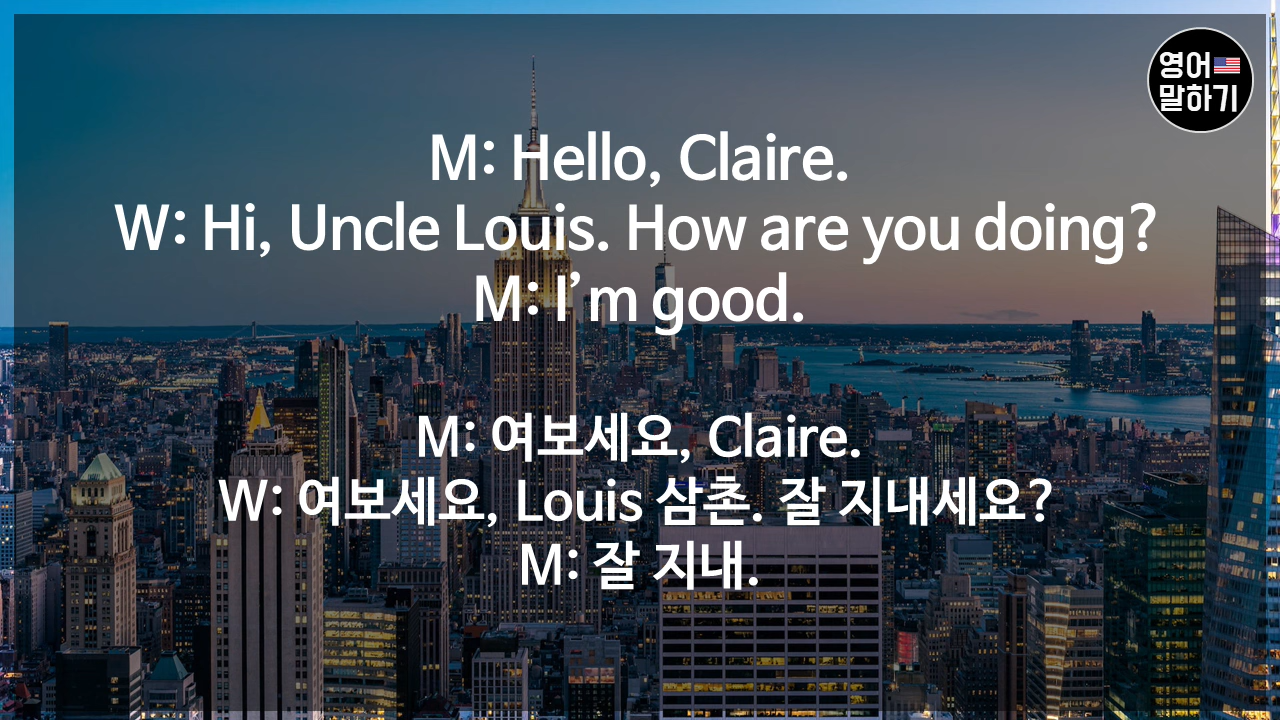 영어
말하기
M: Hello, Claire.
W: Hi, Uncle Louis. How are you doing?
M: I’m good.
M: 여보세요, Claire.
W: 여보세요, Louis 삼촌. 잘 지내세요?
M: 잘 지내.